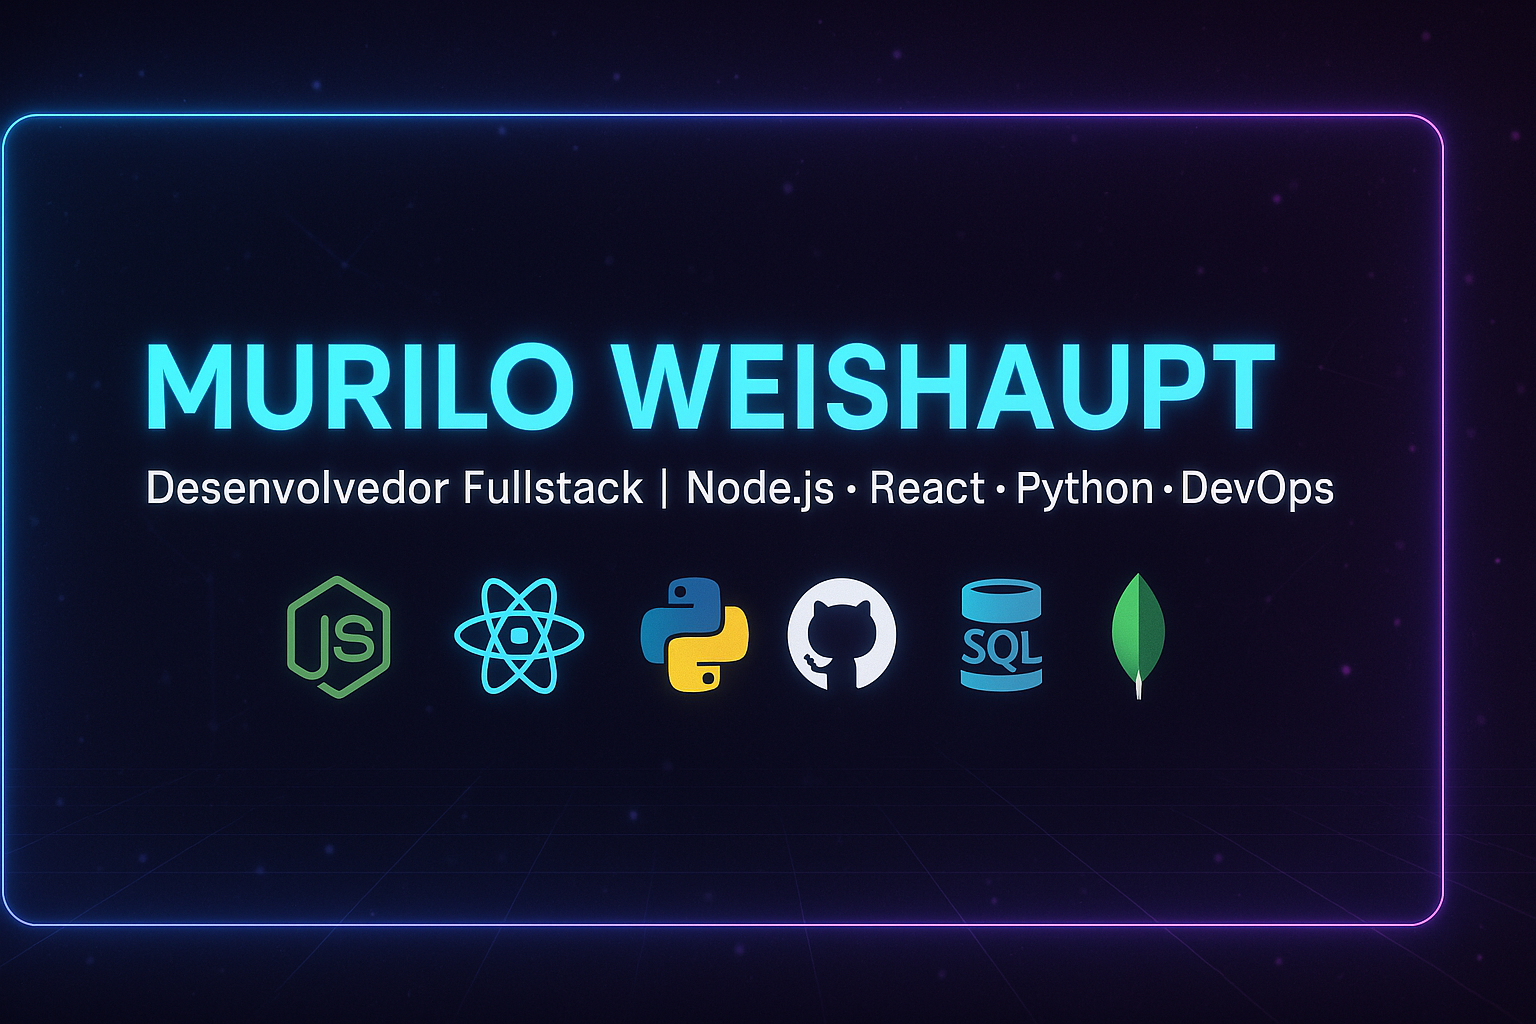 MURILO WEISHAUPT
Desenvolvedor Fullstack | Node.js · React · Python · DevOps
JS
SQL